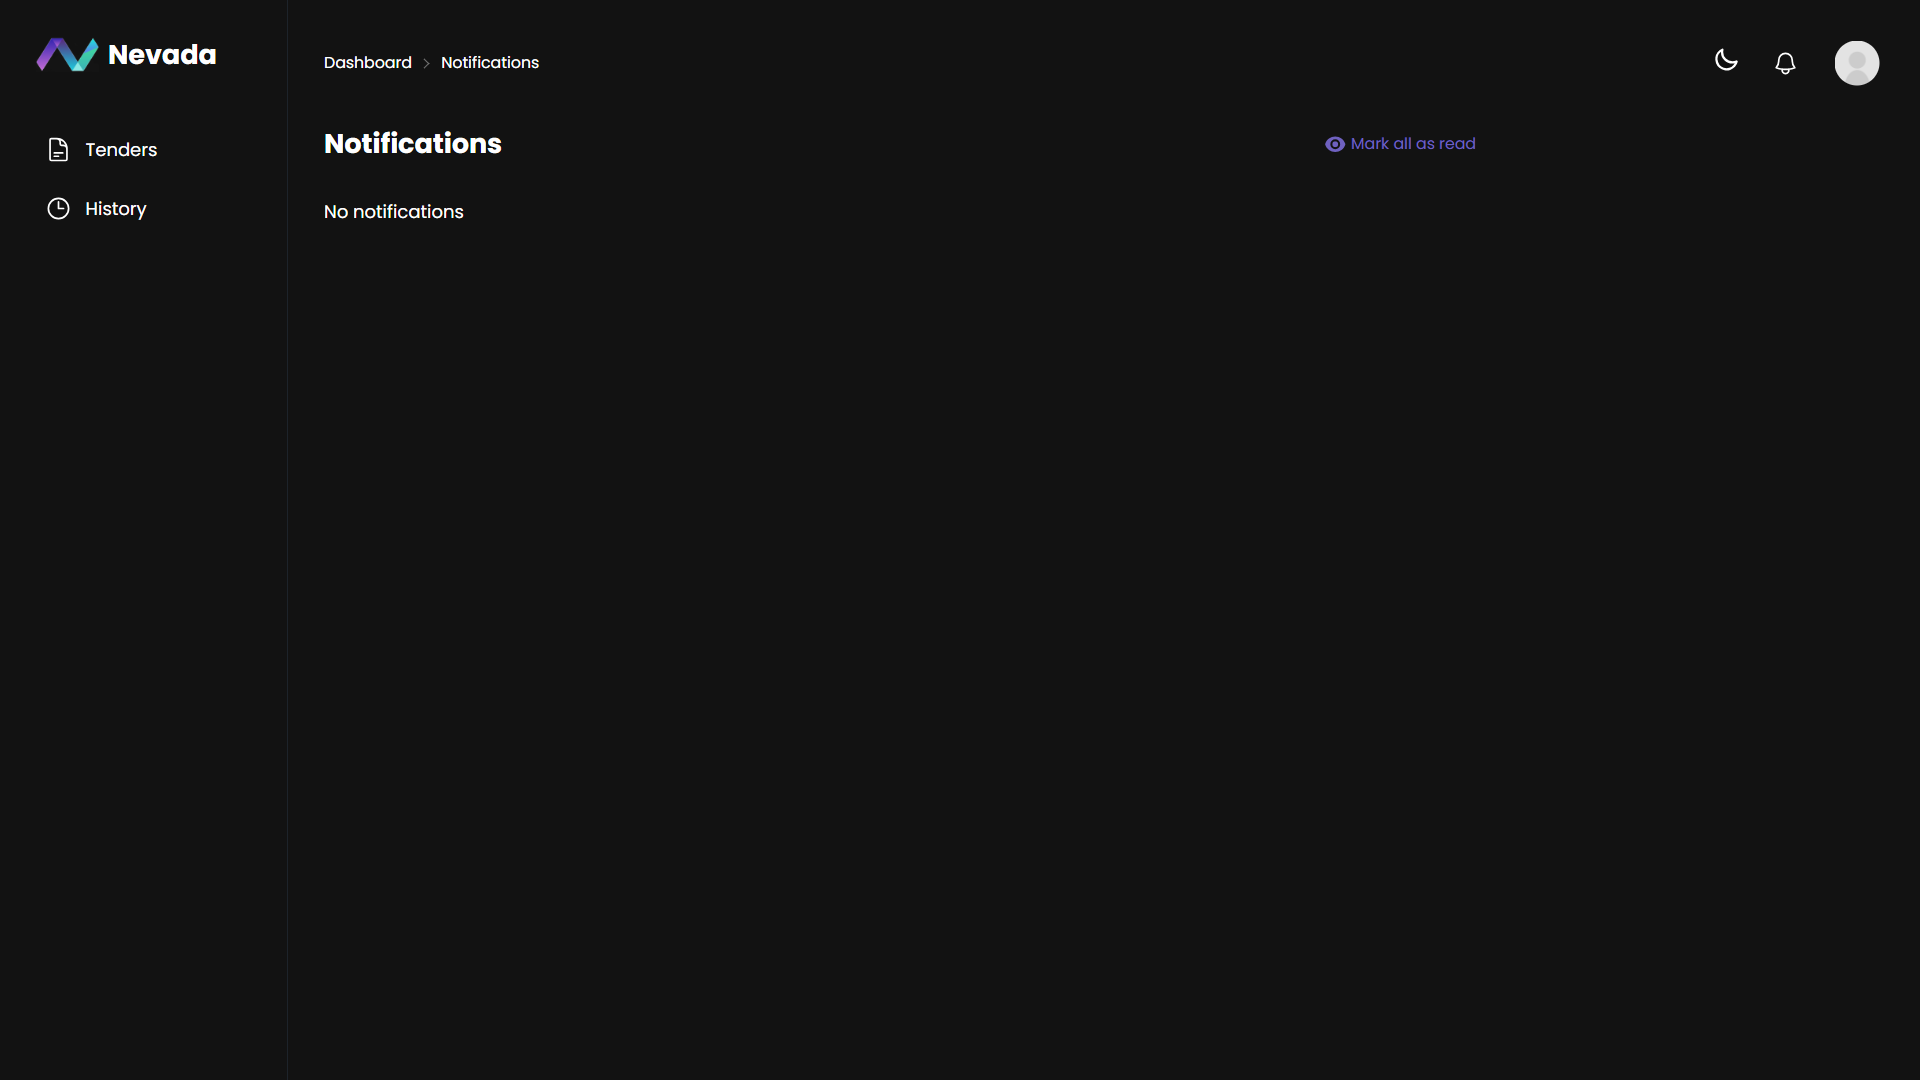 Nevada
Dashboard > Notifications
Tenders
History
Notifications
Mark all as read
No notifications